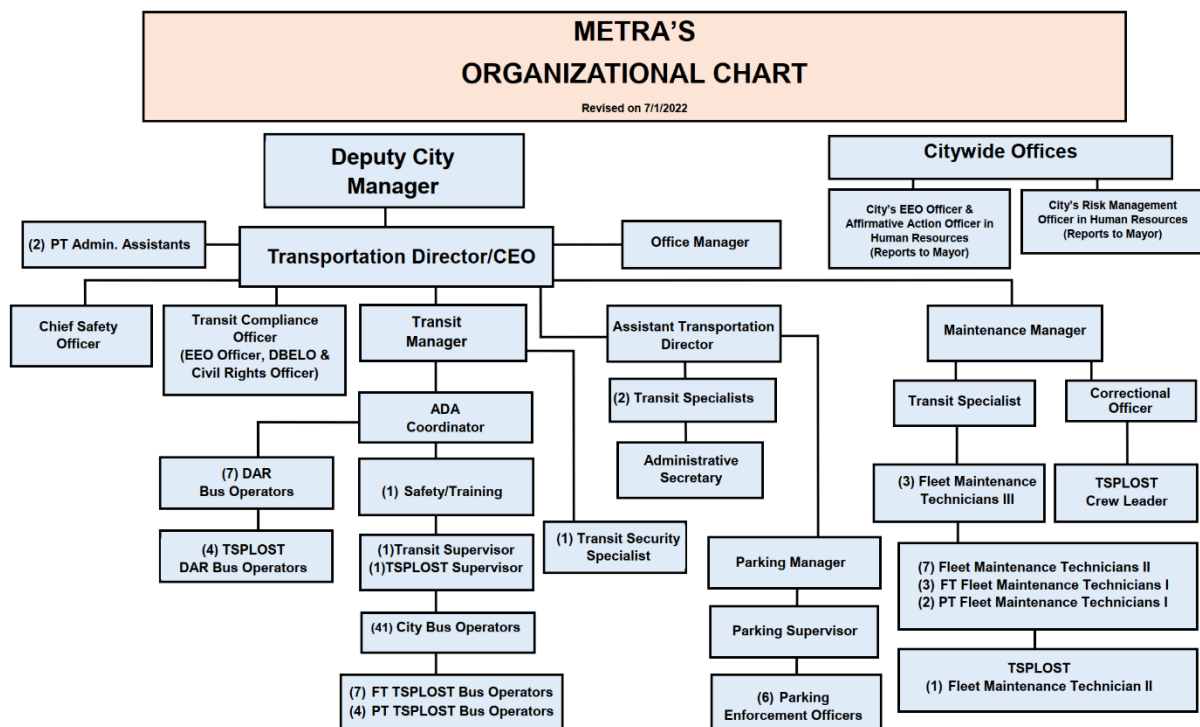 METRA'S
ORGANIZATIONAL CHART
Revised on 7/1/2022
Deputy City
Manager
Citywide Offices
City's EEO Officer &
Affirmative Action Officer in
Human Resources
(Reports to Mayor)
City's Risk Management
Officer in Human Resources
(Reports to Mayor)
(2) PT Admin. Assistants
Transportation Director/CEO
Office Manager
Chief Safety
Officer
Transit Compliance
Officer
(EEO Officer, DBELO &
Civil Rights Officer)
Transit
Manager
Assistant Transportation
Director
Maintenance Manager
ADA
Coordinator
(2) Transit Specialists
Transit Specialist
Correctional
Officer
(7) DAR
Bus Operators
(1) Safety/Training
Administrative
Secretary
(3) Fleet Maintenance
Technicians III
TSPLOST
Crew Leader
(4) TSPLOST
DAR Bus Operators
(1)Transit Supervisor
(1)TSPLOST Supervisor
(1) Transit Security
Specialist
Parking Manager
(7) Fleet Maintenance Technicians II
(3) FT Fleet Maintenance Technicians I
(2) PT Fleet Maintenance Technicians I
(41) City Bus Operators
Parking Supervisor
TSPLOST
(1) Fleet Maintenance Technician II
(7) FT TSPLOST Bus Operators
(4) PT TSPLOST Bus Operators
(6) Parking
Enforcement Officers